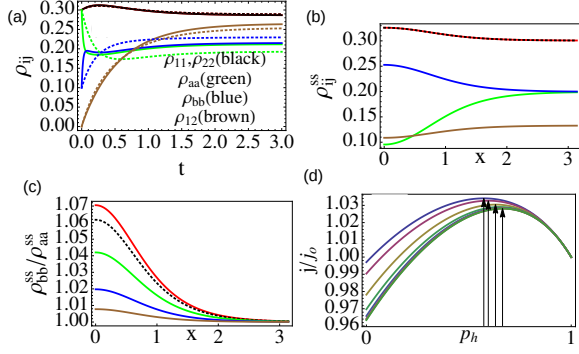 (a)
0.30
0.25
0.20
0.15
0.10
0.05
0.00
ρij
ρ11,ρ22(black)
ρaa(green)
ρbb(blue)
ρ12(brown)
0.0 0.5 1.0 1.5 2.0 2.5 3.0
t
(b)
0.30
0.25
0.20
0.15
0.10
ρijss
0 1 x 2 3
(c)
1.07
1.06
1.05
1.04
1.03
1.02
1.01
1.00
ρbbss/ρaass
0 1 x 2 3
(d)
1.03
1.02
1.01
1.00
0.99
0.98
0.97
0.96
j/jo
0 ph 1